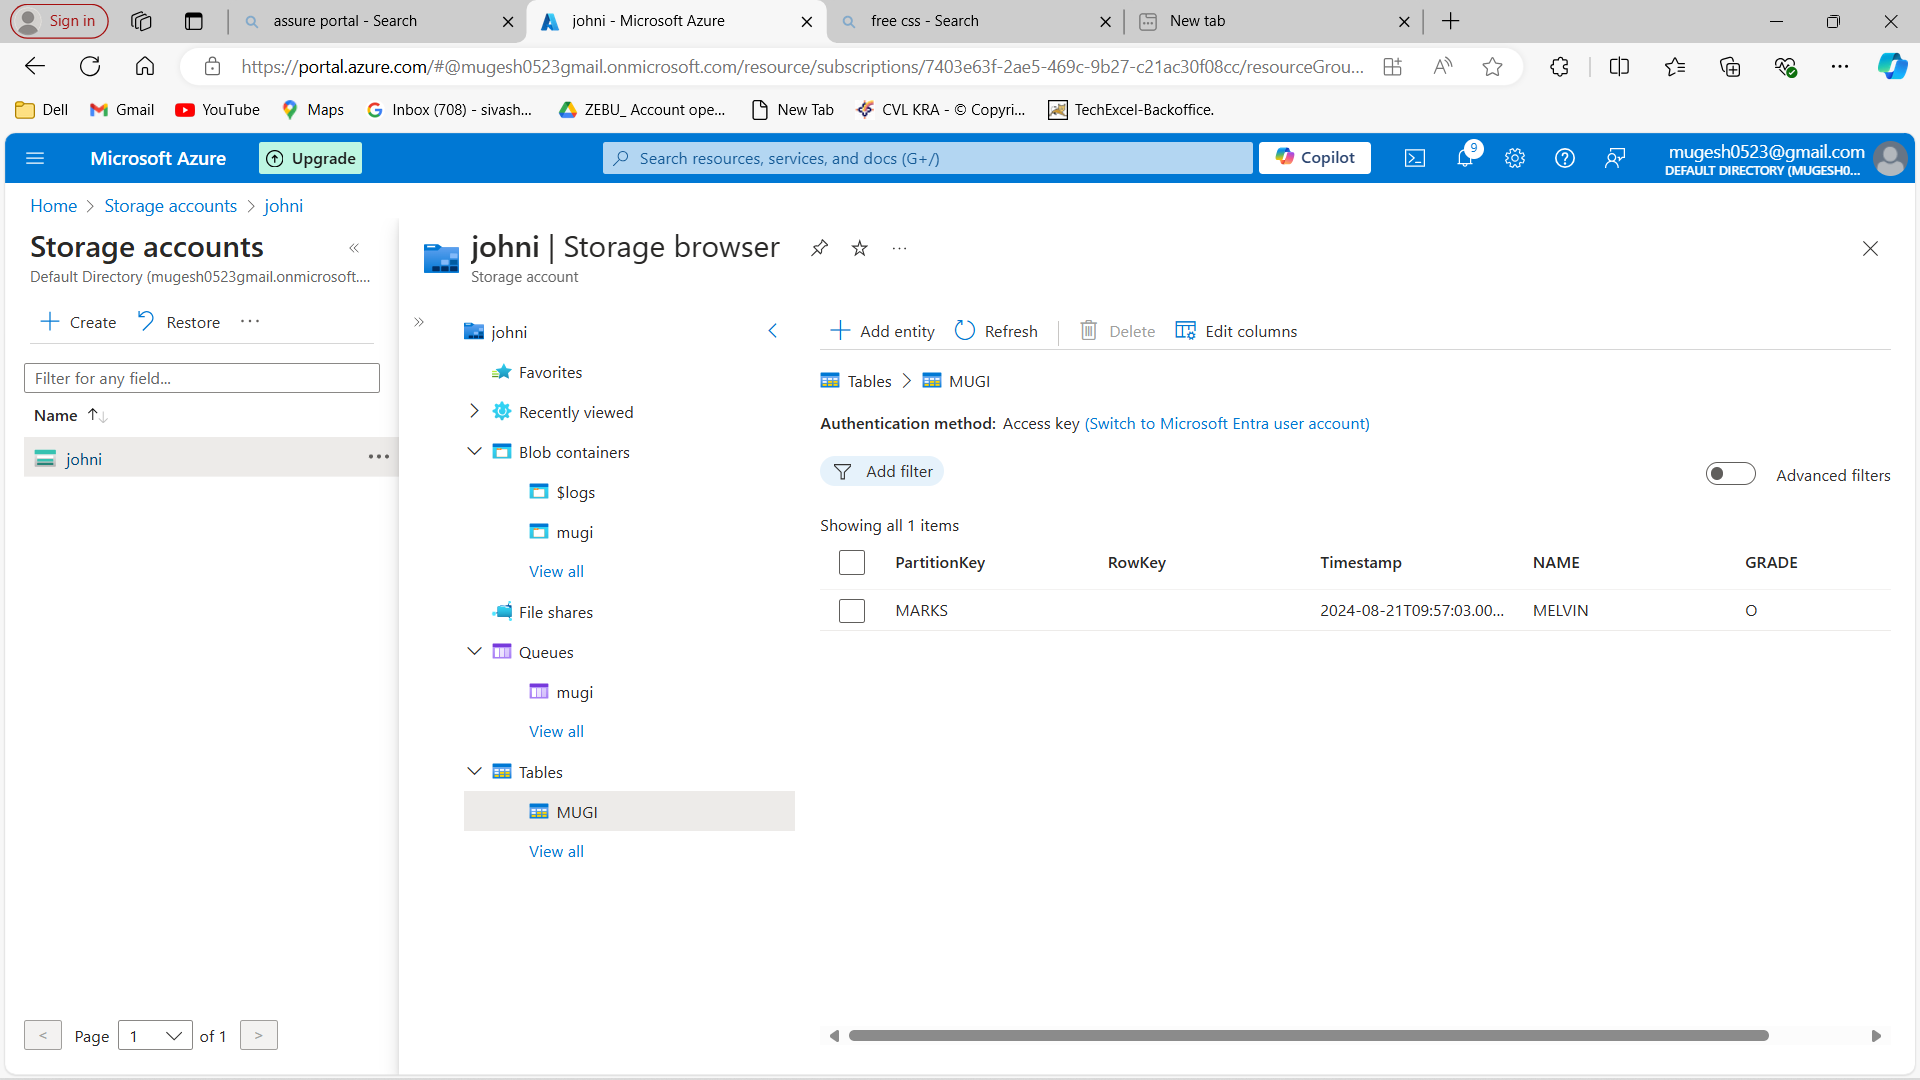 Sign in
assure portal - Search
johni - Microsoft Azure
free css - Search
New tab
https://portal.azure.com/#@mugesh0523gmail.onmicrosoft.com/resource/subscriptions/7403e63f-2ae5-469c-9b27-c21ac30f08cc/resourceGrou...
Dell
Gmail
YouTube
Maps
Inbox (708) - sivash...
ZEBU_ Account ope...
New Tab
CVL KRA - © Copyri...
TechExcel-Backoffice.
Microsoft Azure
Upgrade
Search resources, services, and docs (G+/)
Copilot
9
mugesh0523@gmail.com
DEFAULT DIRECTORY (MUGESH0...
Home > Storage accounts > johni
Storage accounts
Default Directory (mugesh0523gmail.onmicrosoft....
Create
Restore
Filter for any field...
Name
johni
< Page 1 of 1 >
johni | Storage browser
Storage account
johni
Favorites
Recently viewed
Blob containers
$logs
mugi
View all
File shares
Queues
mugi
View all
Tables
MUGI
View all
Add entity
Refresh
Delete
Edit columns
Tables > MUGI
Authentication method: Access key (Switch to Microsoft Entra user account)
Add filter
Advanced filters
Showing all 1 items
PartitionKey RowKey Timestamp NAME GRADE
MARKS 2024-08-21T09:57:03.00... MELVIN O